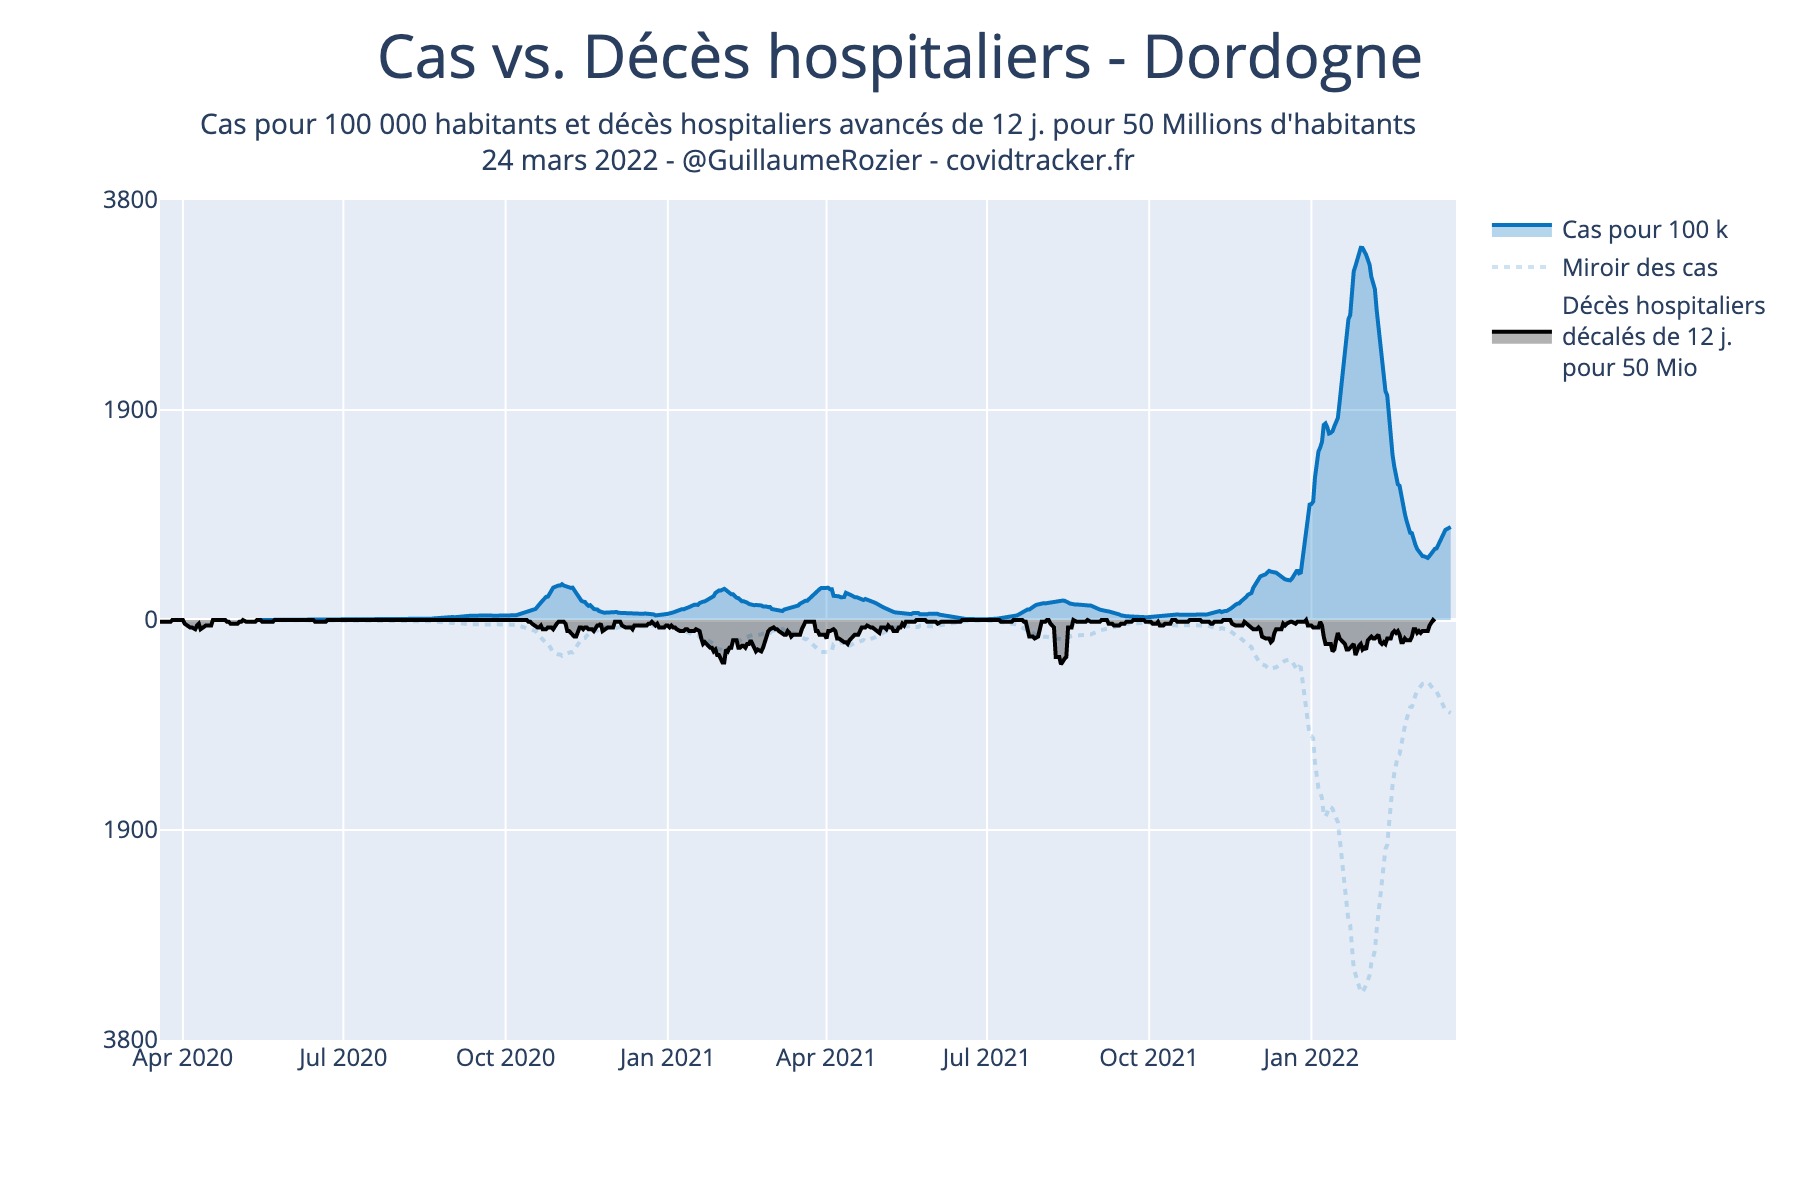 Cas vs. Décès hospitaliers - Dordogne
Cas pour 100 000 habitants et décès hospitaliers avancés de 12 j. pour 50 Millions d'habitants
24 mars 2022 - @GuillaumeRozier - covidtracker.fr
3800
1900
0
1900
3800
Apr 2020
Jul 2020
Oct 2020
Jan 2021
Apr 2021
Jul 2021
Oct 2021
Jan 2022
Cas pour 100 k
Miroir des cas
Décès hospitaliers
décalés de 12 j.
pour 50 Mio